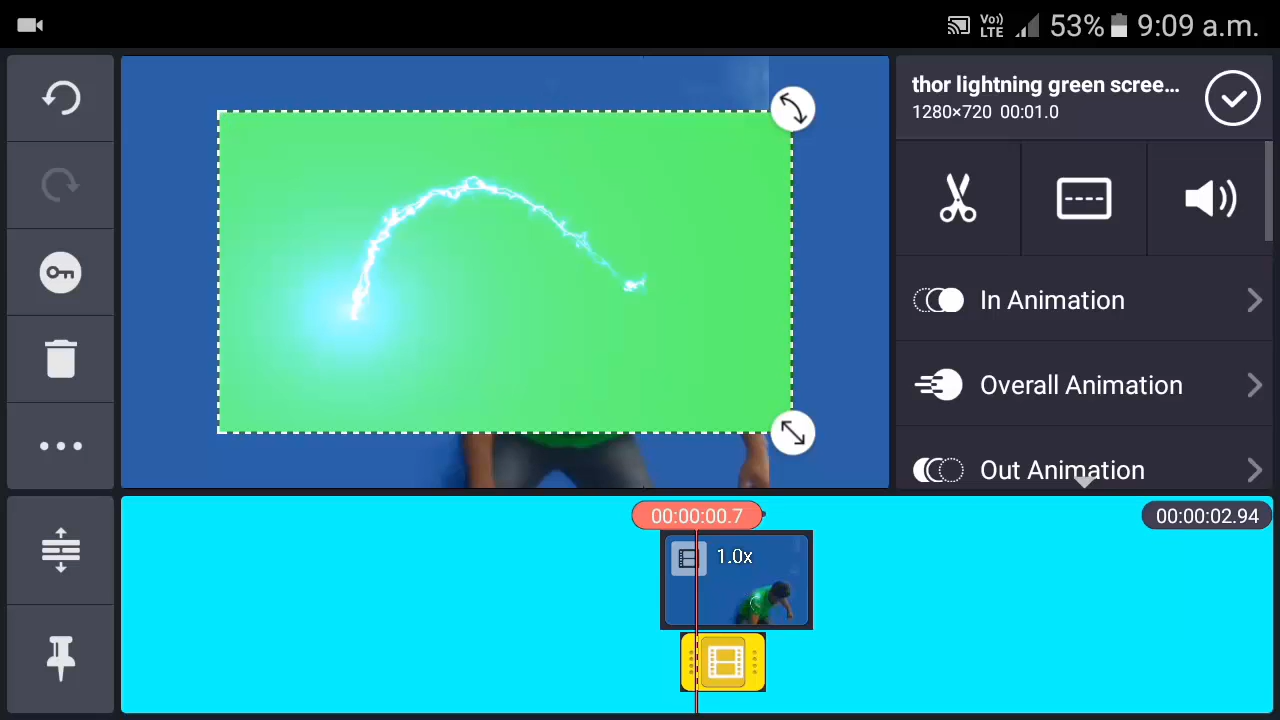 Vo))
LTE
53%
9:09 a.m.
thor lightning green scree...
1280×720 00:01.0
In Animation
Overall Animation
Out Animation
00:00:00.7
00:00:02.94
1.0x